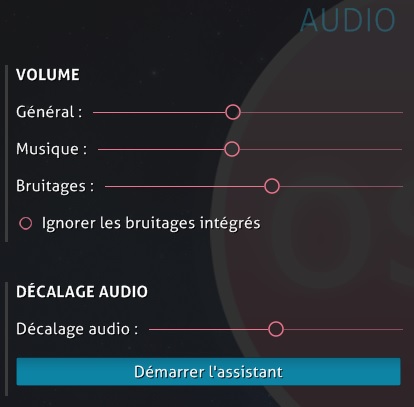 AUDIO
VOLUME
Général :
Musique :
Bruitages :
Ignorer les bruitages intégrés
DÉCALAGE AUDIO
Décalage audio :
Démarrer l'assistant